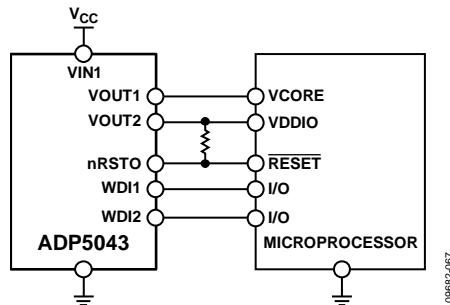 VCC
VIN1
VOUT1
VCORE
VOUT2
VDDIO
nRSTO
RESET
WDI1
I/O
WDI2
I/O
ADP5043
MICROPROCESSOR
09682-067